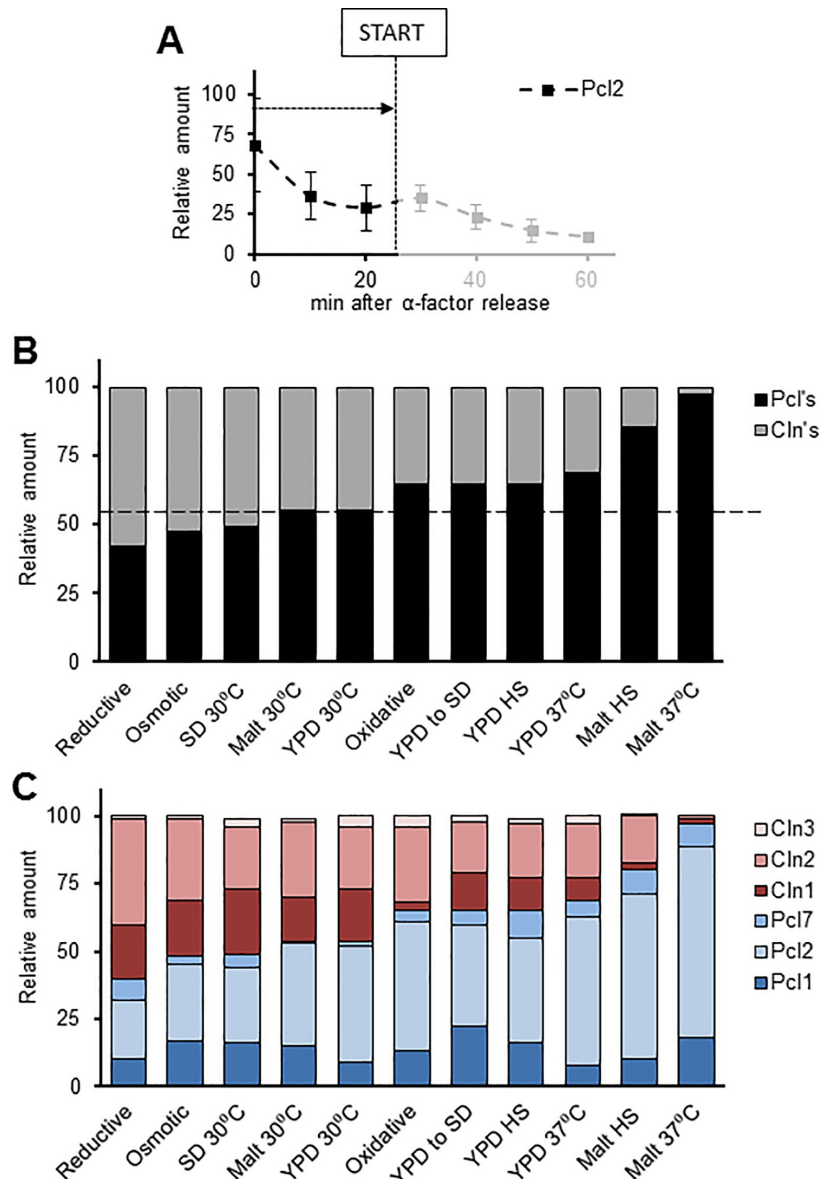 A
START
100
75
50
25
0
Relative amount
Pcl2
0 20 40 60
min after α-factor release
B
100
75
50
25
0
Relative amount
Pcl's
Cln's
Reductive
Osmotic
SD 30ºC
Malt 30ºC
YPD 30ºC
Oxidative
YPD to SD
YPD HS
YPD 37ºC
Malt HS
Malt 37ºC
C
100
75
50
25
0
Relative amount
Cln3
Cln2
Cln1
Pcl7
Pcl2
Pcl1
Reductive
Osmotic
SD 30ºC
Malt 30ºC
YPD 30ºC
Oxidative
YPD to SD
YPD HS
YPD 37ºC
Malt HS
Malt 37ºC